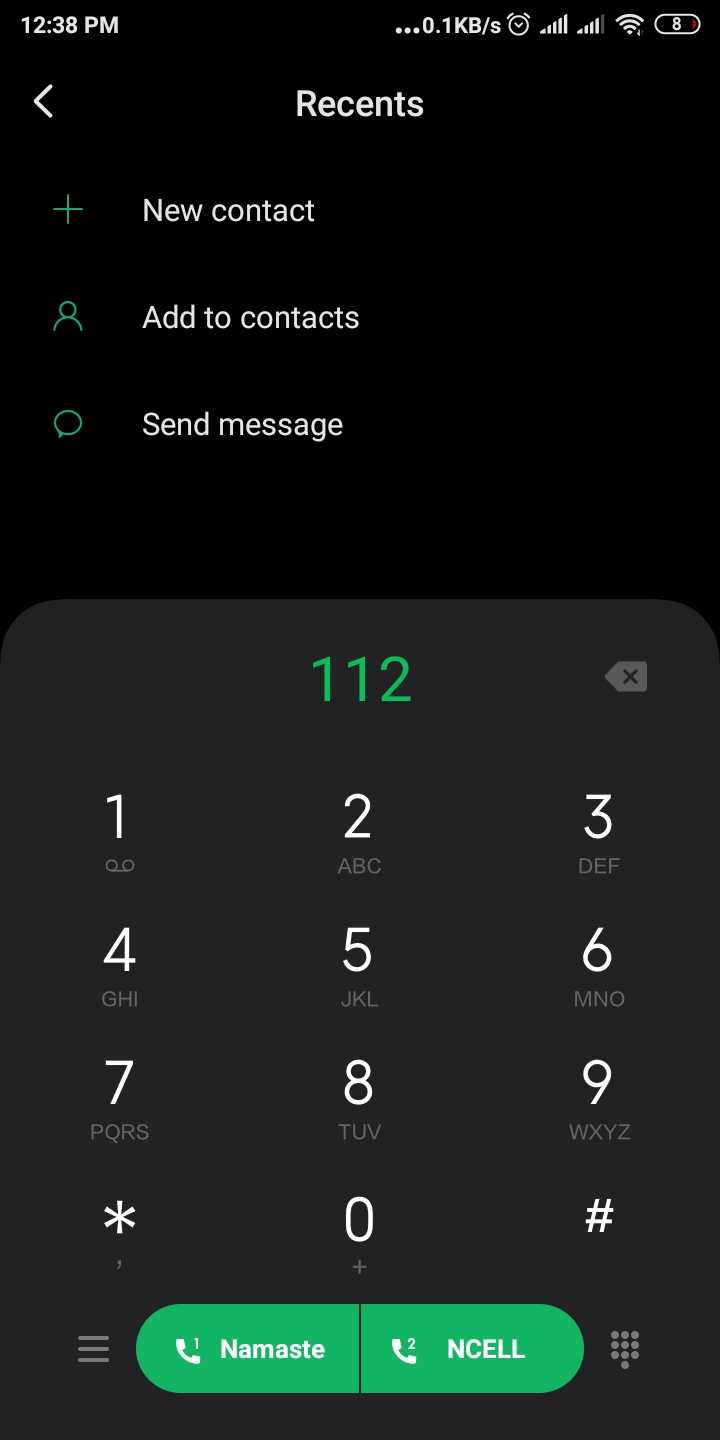 12:38 PM ...0.1KB/s 8
Recents
New contact
Add to contacts
Send message
112
1 2 3
ABC DEF
4 5 6
GHI JKL MNO
7 8 9
PQRS TUV WXYZ
* 0 #
, +
1 Namaste 2 NCELL